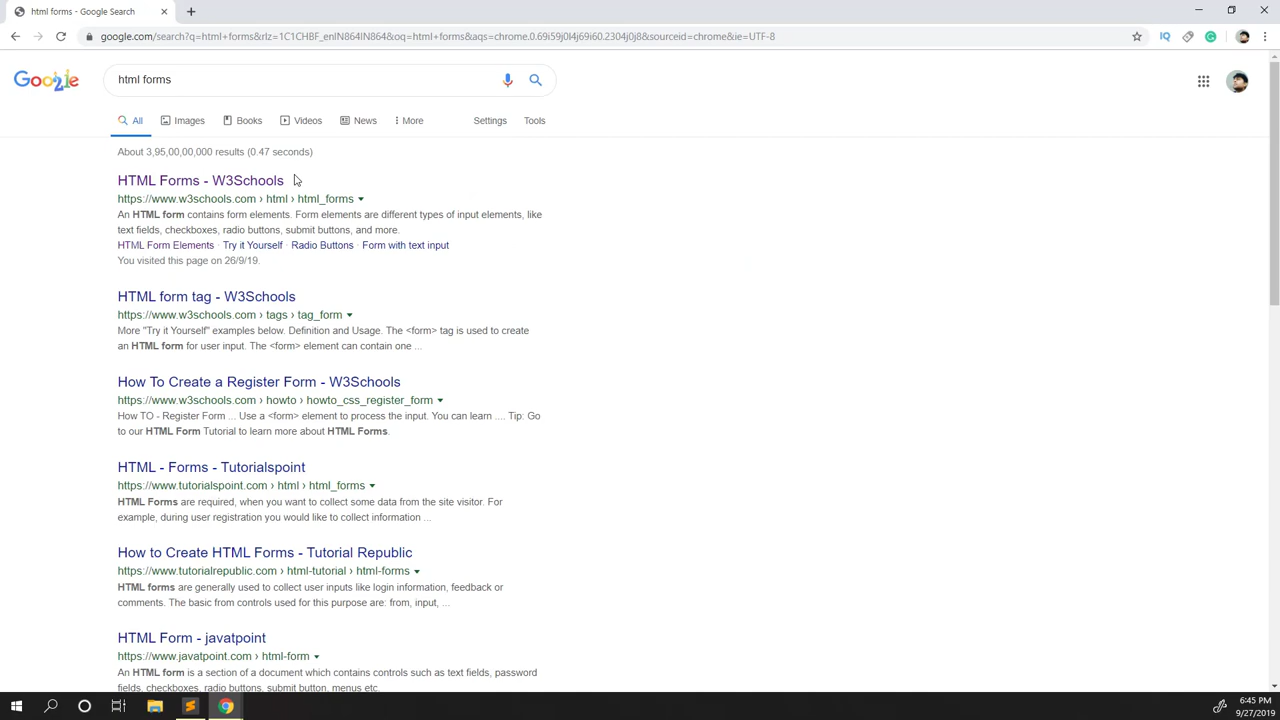 html forms - Google Search
google.com/search?q=html+forms&rlz=1C1CHBF_enIN864IN864&oq=html+forms&aqs=chrome.0.69i59j0l4j69i60.2304j0j8&sourceid=chrome&ie=UTF-8
IQ
html forms
All Images Books Videos News More Settings Tools
About 3,95,00,00,000 results (0.47 seconds)
HTML Forms - W3Schools
https://www.w3schools.com › html › html_forms
An HTML form contains form elements. Form elements are different types of input elements, like
text fields, checkboxes, radio buttons, submit buttons, and more.
HTML Form Elements · Try it Yourself · Radio Buttons · Form with text input
You visited this page on 26/9/19.
HTML form tag - W3Schools
https://www.w3schools.com › tags › tag_form
More "Try it Yourself" examples below. Definition and Usage. The <form> tag is used to create
an HTML form for user input. The <form> element can contain one ...
How To Create a Register Form - W3Schools
https://www.w3schools.com › howto › howto_css_register_form
How TO - Register Form ... Use a <form> element to process the input. You can learn .... Tip: Go
to our HTML Form Tutorial to learn more about HTML Forms.
HTML - Forms - Tutorialspoint
https://www.tutorialspoint.com › html › html_forms
HTML Forms are required, when you want to collect some data from the site visitor. For
example, during user registration you would like to collect information ...
How to Create HTML Forms - Tutorial Republic
https://www.tutorialrepublic.com › html-tutorial › html-forms
HTML forms are generally used to collect user inputs like login information, feedback or
comments. The basic from controls used for this purpose are: from, input, ...
HTML Form - javatpoint
https://www.javatpoint.com › html-form
An HTML form is a section of a document which contains controls such as text fields, password
fields, checkboxes, radio buttons, submit button, menus etc.
6:45 PM
9/27/2019